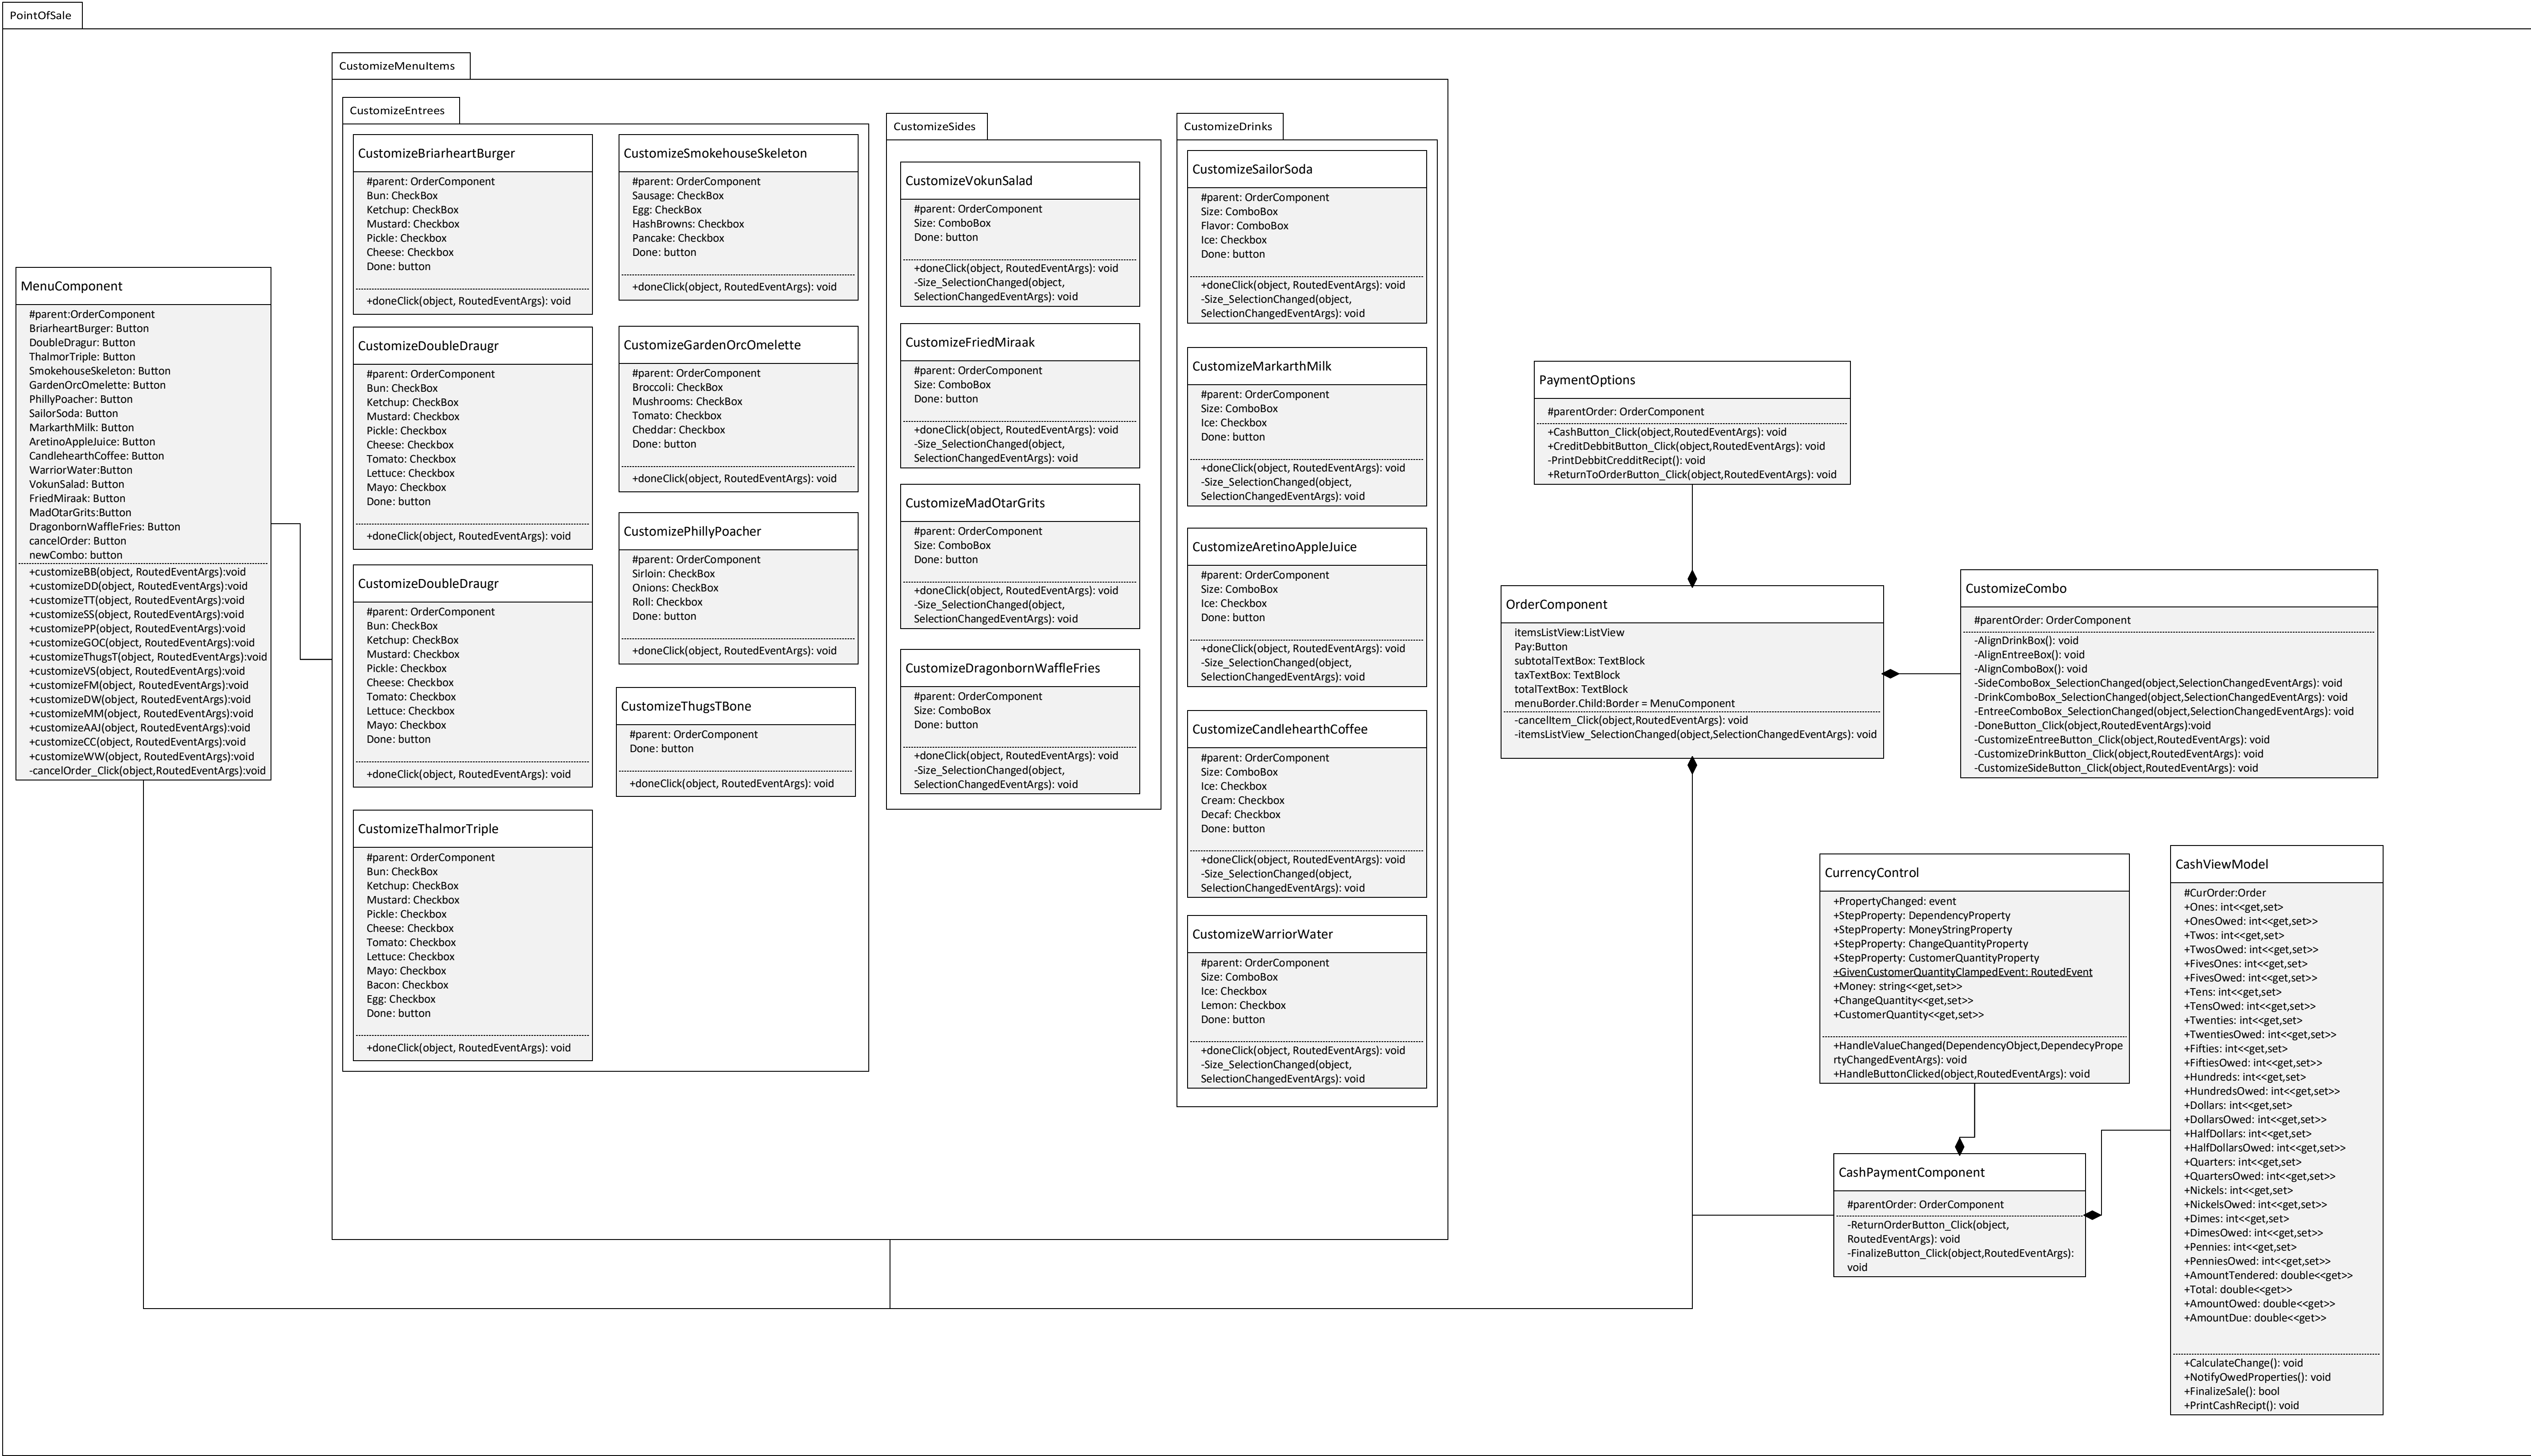 PointOfSale
CustomizeMenuItems
CustomizeEntrees
CustomizeBriarheartBurger
#parent: OrderComponent
Bun: CheckBox
Ketchup: CheckBox
Mustard: Checkbox
Pickle: Checkbox
Cheese: Checkbox
Done: button
+doneClick(object, RoutedEventArgs): void
CustomizeDoubleDraugr
#parent: OrderComponent
Bun: CheckBox
Ketchup: CheckBox
Mustard: Checkbox
Pickle: Checkbox
Cheese: Checkbox
Tomato: Checkbox
Lettuce: Checkbox
Mayo: Checkbox
Done: button
+doneClick(object, RoutedEventArgs): void
CustomizeDoubleDraugr
#parent: OrderComponent
Bun: CheckBox
Ketchup: CheckBox
Mustard: Checkbox
Pickle: Checkbox
Cheese: Checkbox
Tomato: Checkbox
Lettuce: Checkbox
Mayo: Checkbox
Done: button
+doneClick(object, RoutedEventArgs): void
CustomizeThalmorTriple
#parent: OrderComponent
Bun: CheckBox
Ketchup: CheckBox
Mustard: Checkbox
Pickle: Checkbox
Cheese: Checkbox
Tomato: Checkbox
Lettuce: Checkbox
Mayo: Checkbox
Bacon: Checkbox
Egg: Checkbox
Done: button
+doneClick(object, RoutedEventArgs): void
CustomizeSmokehouseSkeleton
#parent: OrderComponent
Sausage: CheckBox
Egg: CheckBox
HashBrowns: Checkbox
Pancake: Checkbox
Done: button
+doneClick(object, RoutedEventArgs): void
CustomizeGardenOrcOmelette
#parent: OrderComponent
Broccoli: CheckBox
Mushrooms: CheckBox
Tomato: Checkbox
Cheddar: Checkbox
Done: button
+doneClick(object, RoutedEventArgs): void
CustomizePhillyPoacher
#parent: OrderComponent
Sirloin: CheckBox
Onions: CheckBox
Roll: Checkbox
Done: button
+doneClick(object, RoutedEventArgs): void
CustomizeThugsTBone
#parent: OrderComponent
Done: button
+doneClick(object, RoutedEventArgs): void
CustomizeSides
CustomizeVokunSalad
#parent: OrderComponent
Size: ComboBox
Done: button
+doneClick(object, RoutedEventArgs): void
-Size_SelectionChanged(object,
SelectionChangedEventArgs): void
CustomizeFriedMiraak
#parent: OrderComponent
Size: ComboBox
Done: button
+doneClick(object, RoutedEventArgs): void
-Size_SelectionChanged(object,
SelectionChangedEventArgs): void
CustomizeMadOtarGrits
#parent: OrderComponent
Size: ComboBox
Done: button
+doneClick(object, RoutedEventArgs): void
-Size_SelectionChanged(object,
SelectionChangedEventArgs): void
CustomizeDragonbornWaffleFries
#parent: OrderComponent
Size: ComboBox
Done: button
+doneClick(object, RoutedEventArgs): void
-Size_SelectionChanged(object,
SelectionChangedEventArgs): void
CustomizeDrinks
CustomizeSailorSoda
#parent: OrderComponent
Size: ComboBox
Flavor: ComboBox
Ice: Checkbox
Done: button
+doneClick(object, RoutedEventArgs): void
-Size_SelectionChanged(object,
SelectionChangedEventArgs): void
CustomizeMarkarthMilk
#parent: OrderComponent
Size: ComboBox
Ice: Checkbox
Done: button
+doneClick(object, RoutedEventArgs): void
-Size_SelectionChanged(object,
SelectionChangedEventArgs): void
CustomizeAretinoAppleJuice
#parent: OrderComponent
Size: ComboBox
Ice: Checkbox
Done: button
+doneClick(object, RoutedEventArgs): void
-Size_SelectionChanged(object,
SelectionChangedEventArgs): void
CustomizeCandlehearthCoffee
#parent: OrderComponent
Size: ComboBox
Ice: Checkbox
Cream: Checkbox
Decaf: Checkbox
Done: button
+doneClick(object, RoutedEventArgs): void
-Size_SelectionChanged(object,
SelectionChangedEventArgs): void
CustomizeWarriorWater
#parent: OrderComponent
Size: ComboBox
Ice: Checkbox
Lemon: Checkbox
Done: button
+doneClick(object, RoutedEventArgs): void
-Size_SelectionChanged(object,
SelectionChangedEventArgs): void
MenuComponent
#parent:OrderComponent
BriarheartBurger: Button
DoubleDragur: Button
ThalmorTriple: Button
SmokehouseSkeleton: Button
GardenOrcOmelette: Button
PhillyPoacher: Button
SailorSoda: Button
MarkarthMilk: Button
AretinoAppleJuice: Button
CandlehearthCoffee: Button
WarriorWater:Button
VokunSalad: Button
FriedMiraak: Button
MadOtarGrits:Button
DragonbornWaffleFries: Button
cancelOrder: Button
newCombo: button
+customizeBB(object, RoutedEventArgs):void
+customizeDD(object, RoutedEventArgs):void
+customizeTT(object, RoutedEventArgs):void
+customizeSS(object, RoutedEventArgs):void
+customizePP(object, RoutedEventArgs):void
+customizeGOC(object, RoutedEventArgs):void
+customizeThugsT(object, RoutedEventArgs):void
+customizeVS(object, RoutedEventArgs):void
+customizeFM(object, RoutedEventArgs):void
+customizeDW(object, RoutedEventArgs):void
+customizeMM(object, RoutedEventArgs):void
+customizeAAJ(object, RoutedEventArgs):void
+customizeCC(object, RoutedEventArgs):void
+customizeWW(object, RoutedEventArgs):void
-cancelOrder_Click(object,RoutedEventArgs):void
PaymentOptions
#parentOrder: OrderComponent
+CashButton_Click(object,RoutedEventArgs): void
+CreditDebbitButton_Click(object,RoutedEventArgs): void
-PrintDebbitCredditRecipt(): void
+ReturnToOrderButton_Click(object,RoutedEventArgs): void
OrderComponent
itemsListView:ListView
Pay:Button
subtotalTextBox: TextBlock
taxTextBox: TextBlock
totalTextBox: TextBlock
menuBorder.Child:Border = MenuComponent
-cancelItem_Click(object,RoutedEventArgs): void
-itemsListView_SelectionChanged(object,SelectionChangedEventArgs): void
CustomizeCombo
#parentOrder: OrderComponent
-AlignDrinkBox(): void
-AlignEntreeBox(): void
-AlignComboBox(): void
-SideComboBox_SelectionChanged(object,SelectionChangedEventArgs): void
-DrinkComboBox_SelectionChanged(object,SelectionChangedEventArgs): void
-EntreeComboBox_SelectionChanged(object,SelectionChangedEventArgs): void
-DoneButton_Click(object,RoutedEventArgs):void
-CustomizeEntreeButton_Click(object,RoutedEventArgs): void
-CustomizeDrinkButton_Click(object,RoutedEventArgs): void
-CustomizeSideButton_Click(object,RoutedEventArgs): void
CurrencyControl
+PropertyChanged: event
+StepProperty: DependencyProperty
+StepProperty: MoneyStringProperty
+StepProperty: ChangeQuantityProperty
+StepProperty: CustomerQuantityProperty
+GivenCustomerQuantityClampedEvent: RoutedEvent
+Money: string<<get,set>>
+ChangeQuantity<<get,set>>
+CustomerQuantity<<get,set>>
+HandleValueChanged(DependencyObject,DependecyPrope
rtyChangedEventArgs): void
+HandleButtonClicked(object,RoutedEventArgs): void
CashPaymentComponent
#parentOrder: OrderComponent
-ReturnOrderButton_Click(object,
RoutedEventArgs): void
-FinalizeButton_Click(object,RoutedEventArgs):
void
CashViewModel
#CurOrder:Order
+Ones: int<<get,set>
+OnesOwed: int<<get,set>>
+Twos: int<<get,set>
+TwosOwed: int<<get,set>>
+FivesOnes: int<<get,set>
+FivesOwed: int<<get,set>>
+Tens: int<<get,set>
+TensOwed: int<<get,set>>
+Twenties: int<<get,set>
+TwentiesOwed: int<<get,set>>
+Fifties: int<<get,set>
+FiftiesOwed: int<<get,set>>
+Hundreds: int<<get,set>
+HundredsOwed: int<<get,set>>
+Dollars: int<<get,set>
+DollarsOwed: int<<get,set>>
+HalfDollars: int<<get,set>
+HalfDollarsOwed: int<<get,set>>
+Quarters: int<<get,set>
+QuartersOwed: int<<get,set>>
+Nickels: int<<get,set>
+NickelsOwed: int<<get,set>>
+Dimes: int<<get,set>
+DimesOwed: int<<get,set>>
+Pennies: int<<get,set>
+PenniesOwed: int<<get,set>>
+AmountTendered: double<<get>>
+Total: double<<get>>
+AmountOwed: double<<get>>
+AmountDue: double<<get>>
+CalculateChange(): void
+NotifyOwedProperties(): void
+FinalizeSale(): bool
+PrintCashRecipt(): void